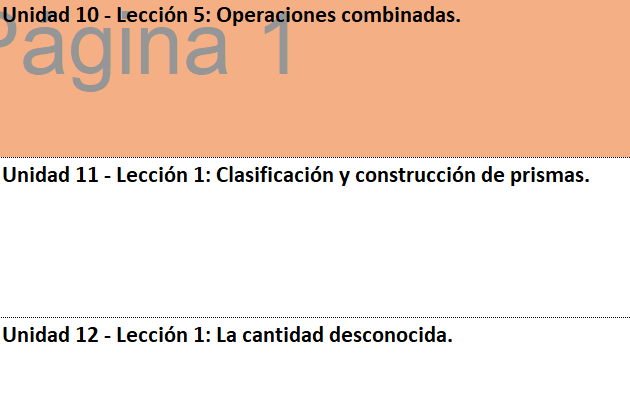 Unidad 10 - Lección 5: Operaciones combinadas.
Página 1
Unidad 11 - Lección 1: Clasificación y construcción de prismas.
Unidad 12 - Lección 1: La cantidad desconocida.